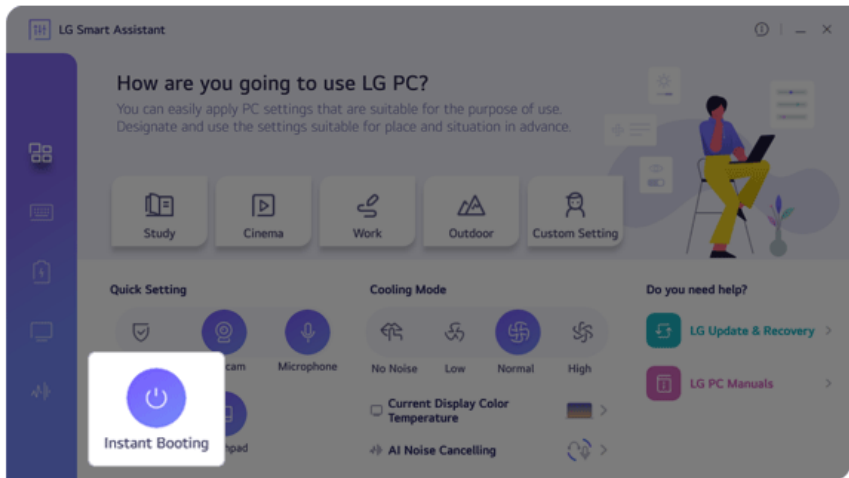 LG Smart Assistant
How are you going to use LG PC?
You can easily apply PC settings that are suitable for the purpose of use.
Designate and use the settings suitable for place and situation in advance.
Study
Cinema
Work
Outdoor
Custom Setting
Quick Setting
cam
Microphone
Instant Booting
pad
Cooling Mode
No Noise
Low
Normal
High
Current Display Color
Temperature
AI Noise Cancelling
Do you need help?
LG Update & Recovery
LG PC Manuals